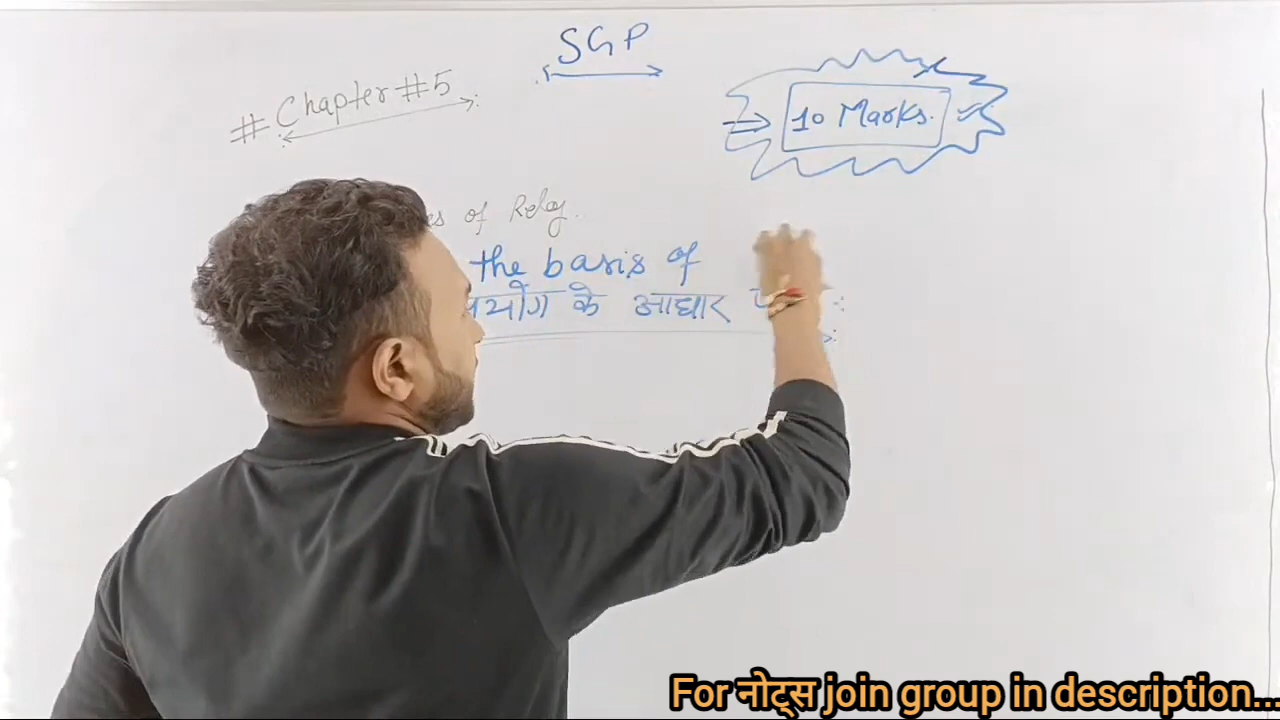 SGP
# Chapter #5
10 Marks.
of Relay.
the basis of
के आधार
For नोट्स join group in description...